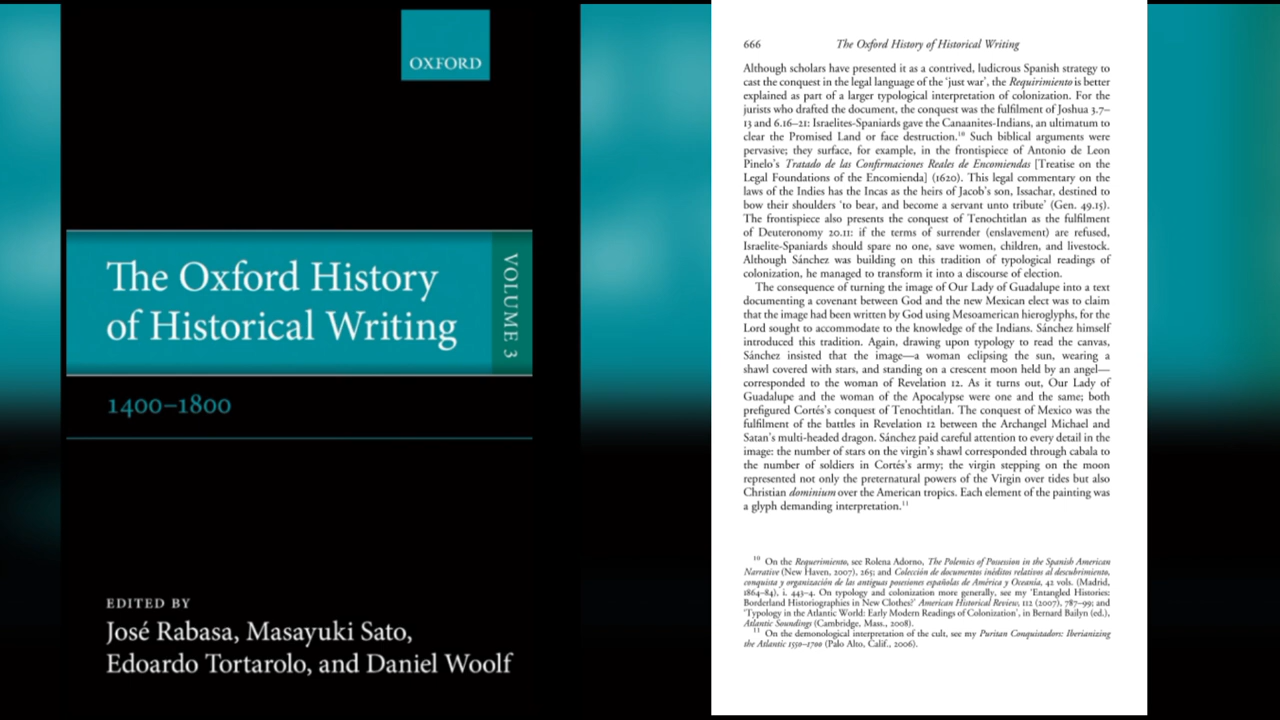 OXFORD
The Oxford History
of Historical Writing
VOLUME 3
1400–1800
EDITED BY
José Rabasa, Masayuki Sato,
Edoardo Tortarolo, and Daniel Woolf
666 The Oxford History of Historical Writing
Although scholars have presented it as a contrived, ludicrous Spanish strategy to
cast the conquest in the legal language of the ‘just war’, the Requirimiento is better
explained as part of a larger typological interpretation of colonization. For the
jurists who drafted the document, the conquest was the fulfilment of Joshua 3.7–
13 and 6.16–21: Israelites-Spaniards gave the Canaanites-Indians, an ultimatum to
clear the Promised Land or face destruction.10 Such biblical arguments were
pervasive; they surface, for example, in the frontispiece of Antonio de Leon
Pinelo’s Tratado de las Confirmaciones Reales de Encomiendas [Treatise on the
Legal Foundations of the Encomienda] (1620). This legal commentary on the
laws of the Indies has the Incas as the heirs of Jacob’s son, Issachar, destined to
bow their shoulders ‘to bear, and become a servant unto tribute’ (Gen. 49.15).
The frontispiece also presents the conquest of Tenochtitlan as the fulfilment
of Deuteronomy 20.11: if the terms of surrender (enslavement) are refused,
Israelite-Spaniards should spare no one, save women, children, and livestock.
Although Sánchez was building on this tradition of typological readings of
colonization, he managed to transform it into a discourse of election.
The consequence of turning the image of Our Lady of Guadalupe into a text
documenting a covenant between God and the new Mexican elect was to claim
that the image had been written by God using Mesoamerican hieroglyphs, for the
Lord sought to accommodate to the knowledge of the Indians. Sánchez himself
introduced this tradition. Again, drawing upon typology to read the canvas,
Sánchez insisted that the image—a woman eclipsing the sun, wearing a
shawl covered with stars, and standing on a crescent moon held by an angel—
corresponded to the woman of Revelation 12. As it turns out, Our Lady of
Guadalupe and the woman of the Apocalypse were one and the same; both
prefigured Cortés’s conquest of Tenochtitlan. The conquest of Mexico was the
fulfilment of the battles in Revelation 12 between the Archangel Michael and
Satan’s multi-headed dragon. Sánchez paid careful attention to every detail in the
image: the number of stars on the virgin’s shawl corresponded through cabala to
the number of soldiers in Cortés’s army; the virgin stepping on the moon
represented not only the preternatural powers of the Virgin over tides but also
Christian dominium over the American tropics. Each element of the painting was
a glyph demanding interpretation.11
10 On the Requerimiento, see Rolena Adorno, The Polemics of Possession in the Spanish American
Narrative (New Haven, 2007), 265; and Colección de documentos inéditos relativos al descubrimiento,
conquista y organización de las antiguas posesiones españolas de América y Oceanía, 42 vols. (Madrid,
1864–84), i. 443–4. On typology and colonization more generally, see my ‘Entangled Histories:
Borderland Historiographies in New Clothes?’ American Historical Review, 112 (2007), 787–99; and
‘Typology in the Atlantic World: Early Modern Readings of Colonization’, in Bernard Bailyn (ed.),
Atlantic Soundings (Cambridge, Mass., 2008).
11 On the demonological interpretation of the cult, see my Puritan Conquistadors: Iberianizing
the Atlantic 1550–1700 (Palo Alto, Calif., 2006).